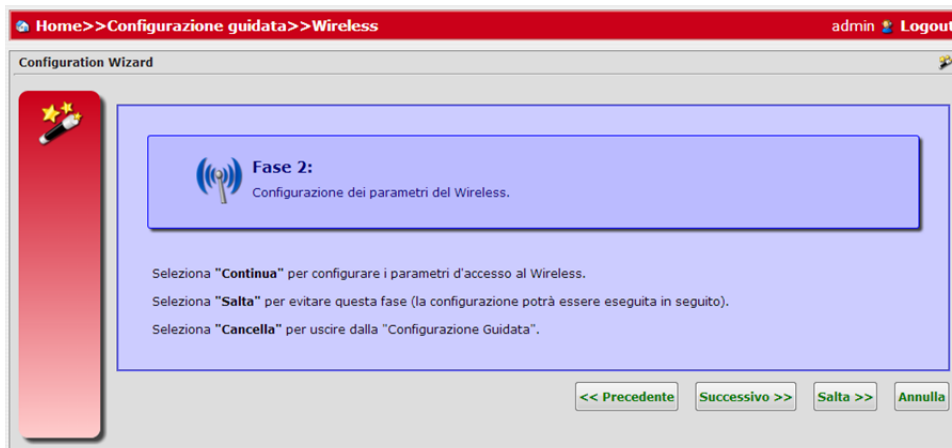 Home>>Configurazione guidata>>Wireless admin Logout
Configuration Wizard
Fase 2:
Configurazione dei parametri del Wireless.
Seleziona "Continua" per configurare i parametri d'accesso al Wireless.
Seleziona "Salta" per evitare questa fase (la configurazione potrà essere eseguita in seguito).
Seleziona "Cancella" per uscire dalla "Configurazione Guidata".
<< Precedente Successivo >> Salta >> Annulla